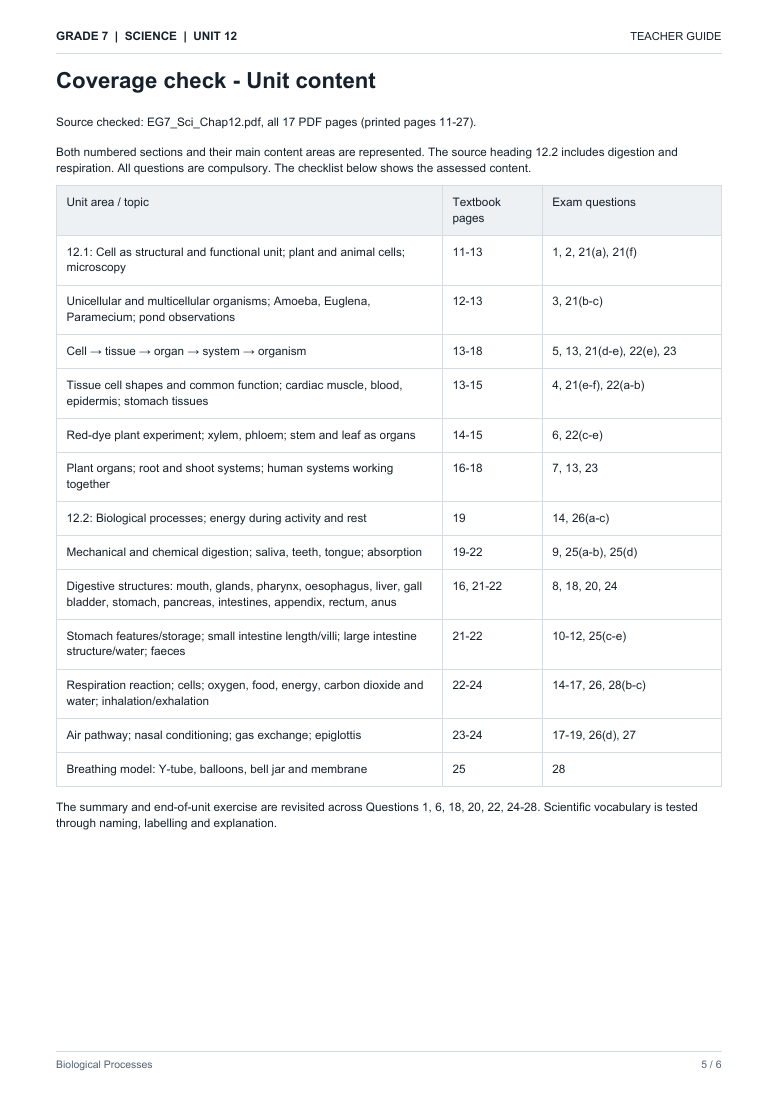 GRADE 7 | SCIENCE | UNIT 12
TEACHER GUIDE
Coverage check - Unit content
Source checked: EG7_Sci_Chap12.pdf, all 17 PDF pages (printed pages 11-27).
Both numbered sections and their main content areas are represented. The source heading 12.2 includes digestion and
respiration. All questions are compulsory. The checklist below shows the assessed content.
Unit area / topic
Textbook
pages
Exam questions
12.1: Cell as structural and functional unit; plant and animal cells;
microscopy
11-13
1, 2, 21(a), 21(f)
Unicellular and multicellular organisms; Amoeba, Euglena,
Paramecium; pond observations
12-13
3, 21(b-c)
Cell → tissue → organ → system → organism
13-18
5, 13, 21(d-e), 22(e), 23
Tissue cell shapes and common function; cardiac muscle, blood,
epidermis; stomach tissues
13-15
4, 21(e-f), 22(a-b)
Red-dye plant experiment; xylem, phloem; stem and leaf as organs
14-15
6, 22(c-e)
Plant organs; root and shoot systems; human systems working
together
16-18
7, 13, 23
12.2: Biological processes; energy during activity and rest
19
14, 26(a-c)
Mechanical and chemical digestion; saliva, teeth, tongue; absorption
19-22
9, 25(a-b), 25(d)
Digestive structures: mouth, glands, pharynx, oesophagus, liver, gall
bladder, stomach, pancreas, intestines, appendix, rectum, anus
16, 21-22
8, 18, 20, 24
Stomach features/storage; small intestine length/villi; large intestine
structure/water; faeces
21-22
10-12, 25(c-e)
Respiration reaction; cells; oxygen, food, energy, carbon dioxide and
water; inhalation/exhalation
22-24
14-17, 26, 28(b-c)
Air pathway; nasal conditioning; gas exchange; epiglottis
23-24
17-19, 26(d), 27
Breathing model: Y-tube, balloons, bell jar and membrane
25
28
The summary and end-of-unit exercise are revisited across Questions 1, 6, 18, 20, 22, 24-28. Scientific vocabulary is tested
through naming, labelling and explanation.
Biological Processes
5 / 6